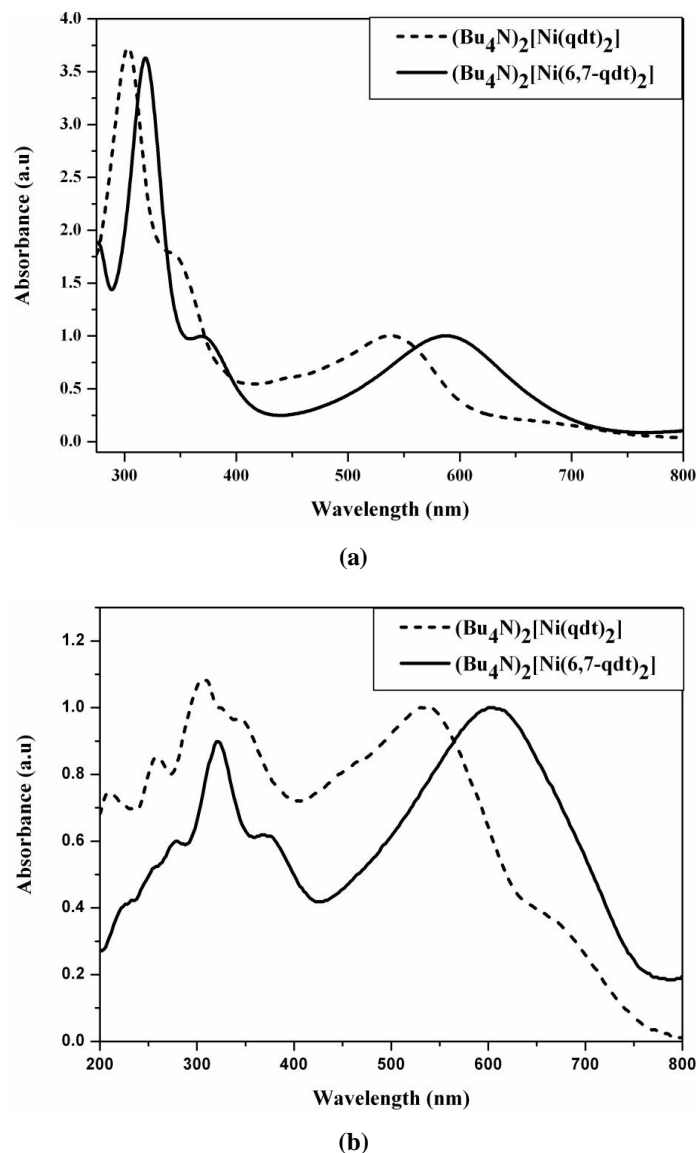 4.0
3.5
3.0
2.5
2.0
1.5
1.0
0.5
0.0
Absorbance (a.u)
(Bu4N)2[Ni(qdt)2]
(Bu4N)2[Ni(6,7-qdt)2]
300 400 500 600 700 800
Wavelength (nm)
(a)
1.2
1.0
0.8
0.6
0.4
0.2
0.0
Absorbance (a.u)
(Bu4N)2[Ni(qdt)2]
(Bu4N)2[Ni(6,7-qdt)2]
200 300 400 500 600 700 800
Wavelength (nm)
(b)